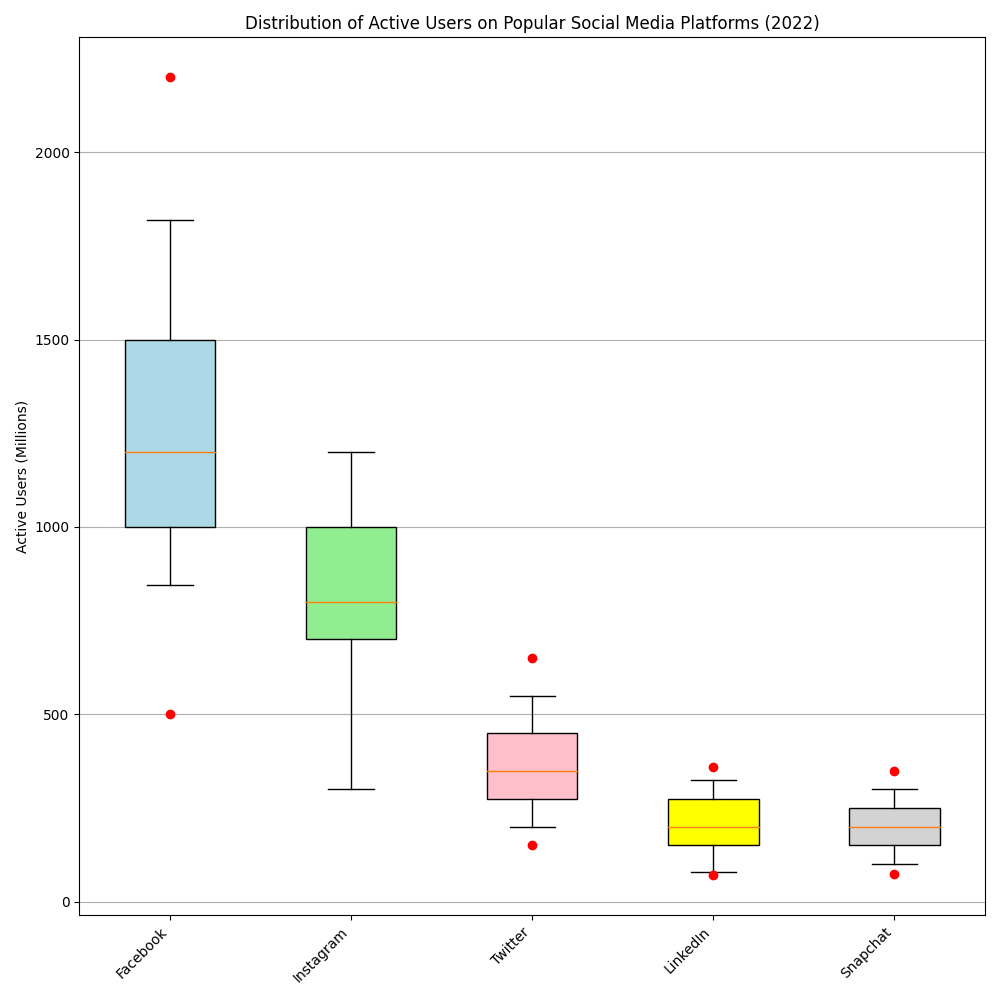 Distribution of Active Users on Popular Social Media Platforms (2022)
Active Users (Millions)
2000
1500
1000
500
0
Facebook
Instagram
Twitter
LinkedIn
Snapchat